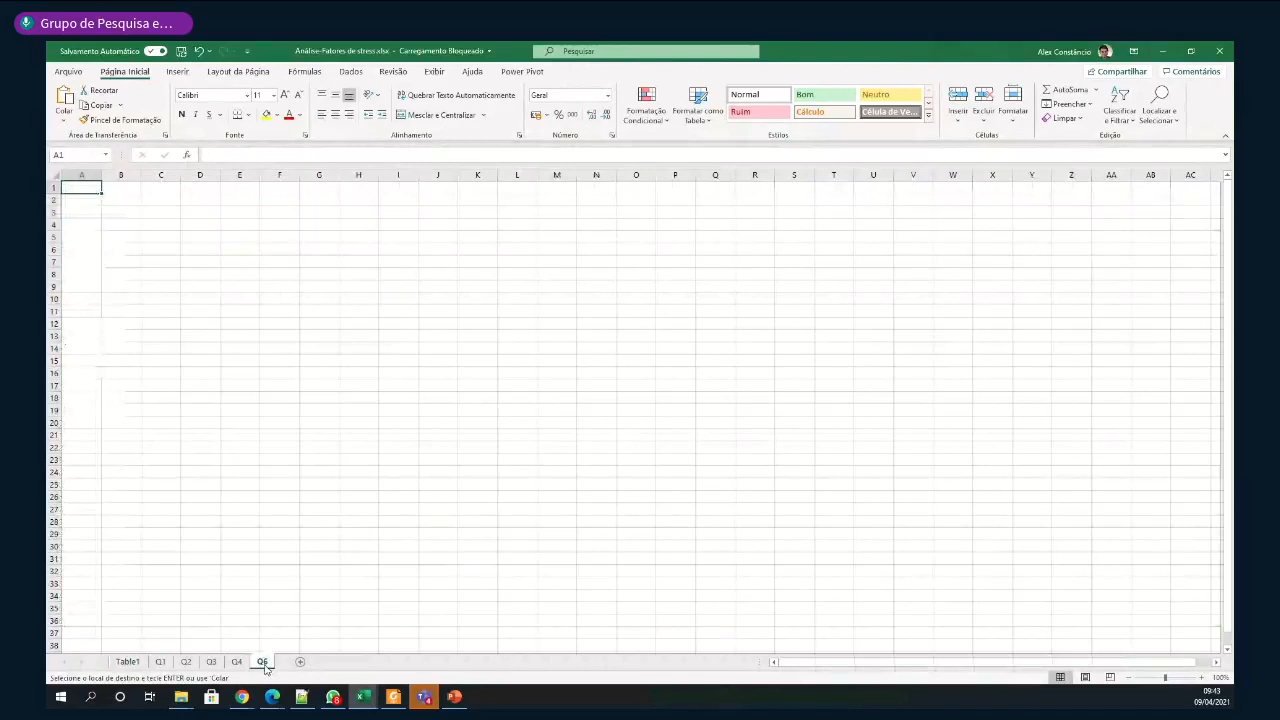 Grupo de Pesquisa e...
Salvamento Automático
Análise-Fatores de stress.xlsx - Carregamento Bloqueado
Pesquisar
Alex Constâncio
Arquivo Página Inicial Inserir Layout da Página Fórmulas Dados Revisão Exibir Ajuda Power Pivot
Compartilhar Comentários
Colar
Recortar
Copiar
Pincel de Formatação
Área de Transferência
Calibri 11
N I S
Fonte
Quebrar Texto Automaticamente
Mesclar e Centralizar
Alinhamento
Geral
% 000
Número
Formatação Condicional
Formatar como Tabela
Normal Bom Neutro
Ruim Cálculo Célula de Ve...
Estilos
Inserir Excluir Formatar
Células
AutoSoma
Preencher
Limpar
Classificar e Filtrar
Localizar e Selecionar
Edição
A1
fx
A B C D E F G H I J K L M N O P Q R S T U V W X Y Z AA AB AC
1
2
3
4
5
6
7
8
9
10
11
12
13
14
15
16
17
18
19
20
21
22
23
24
25
26
27
28
29
30
31
32
33
34
35
36
37
38
Table1 Q1 Q2 Q3 Q4
Selecione o local de destino e tecle ENTER ou use 'Colar'
100%
09:43
09/04/2021